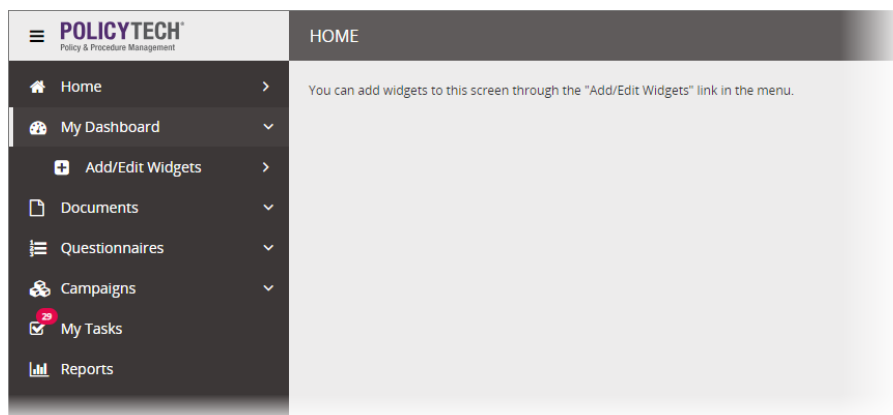 POLICYTECH®
Policy & Procedure Management
HOME
Home
You can add widgets to this screen through the "Add/Edit Widgets" link in the menu.
My Dashboard
Add/Edit Widgets
Documents
Questionnaires
Campaigns
29
My Tasks
Reports